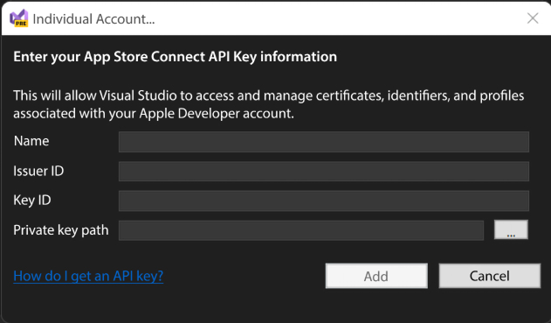 PRE
Individual Account...
Enter your App Store Connect API Key information
This will allow Visual Studio to access and manage certificates, identifiers, and profiles
associated with your Apple Developer account.
Name
Issuer ID
Key ID
Private key path
...
How do I get an API key?
Add
Cancel